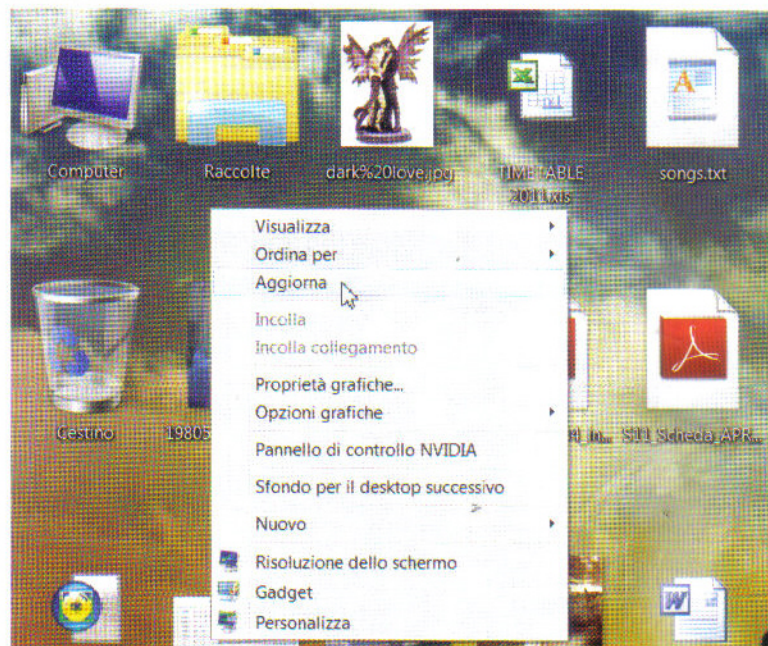 Computer
Raccolte
dark%20love.jpg
TIMETABLE
2011.xls
songs.txt
Visualizza
Ordina per
Aggiorna
Incolla
Incolla collegamento
Proprietà grafiche...
Opzioni grafiche
Pannello di controllo NVIDIA
Sfondo per il desktop successivo
Nuovo
Risoluzione dello schermo
Gadget
Personalizza
Cestino
19805
S11_Scheda_APR...